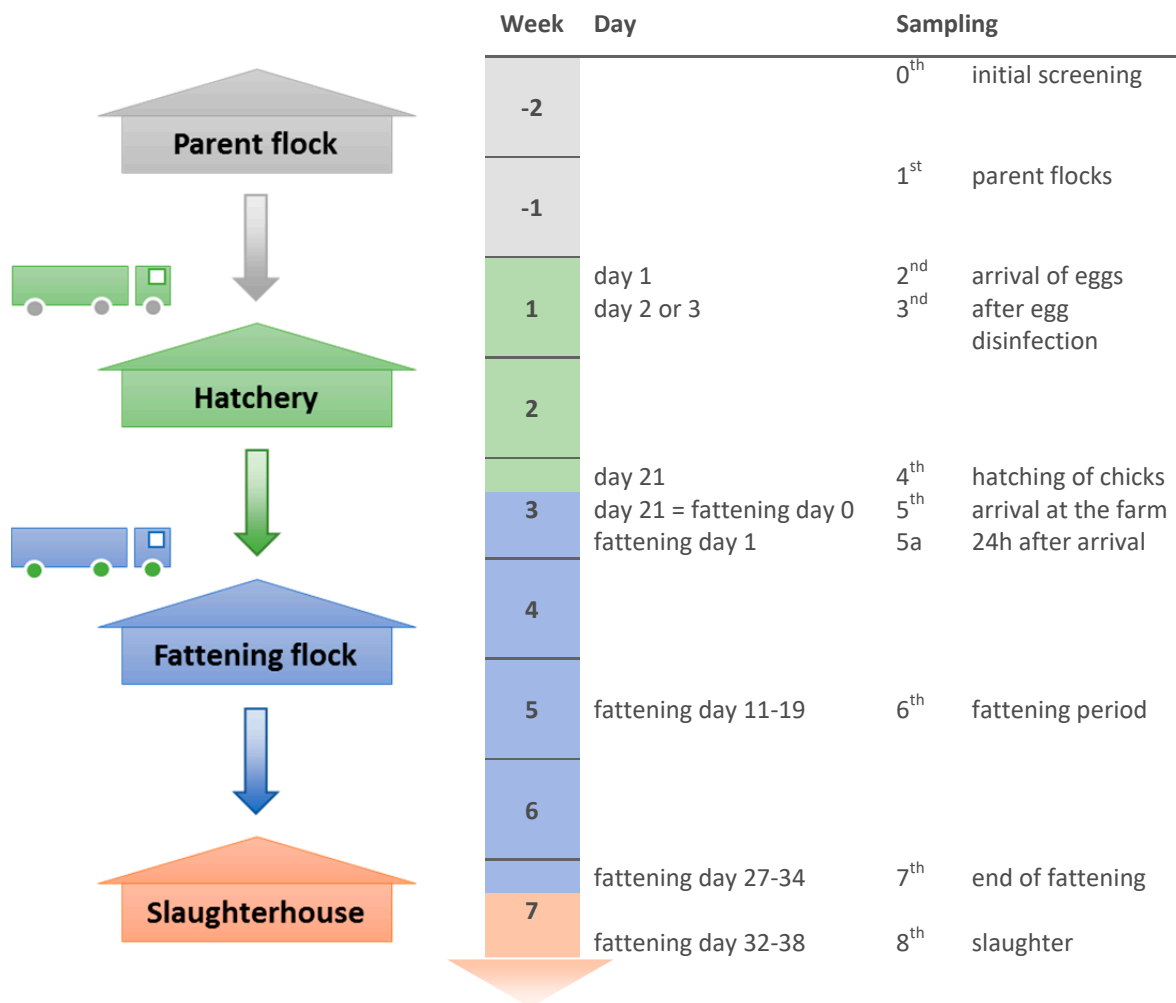 Week Day Sampling
0th initial screening
-2
Parent flock
1st parent flocks
-1
day 1 2nd arrival of eggs
1 day 2 or 3 3nd after egg
disinfection
Hatchery
2
day 21 4th hatching of chicks
3 day 21 = fattening day 0 5th arrival at the farm
fattening day 1 5a 24h after arrival
4
Fattening flock
5 fattening day 11-19 6th fattening period
6
fattening day 27-34 7th end of fattening
Slaughterhouse
7
fattening day 32-38 8th slaughter